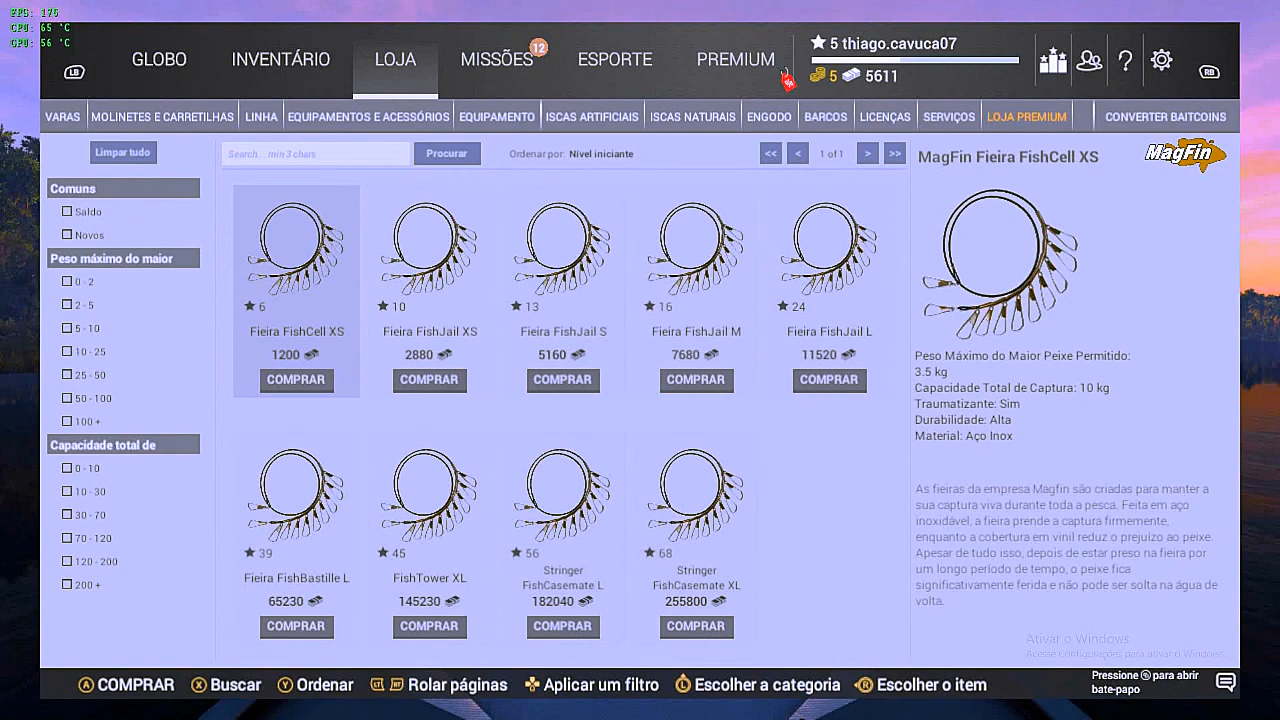 FPS: 175
CPU: 65 °C
GPU: 56 °C
LB
GLOBO
INVENTÁRIO
LOJA
MISSÕES
12
ESPORTE
PREMIUM
5 thiago.cavuca07
5 5611
RB
VARAS
MOLINETES E CARRETILHAS
LINHA
EQUIPAMENTOS E ACESSÓRIOS
EQUIPAMENTO
ISCAS ARTIFICIAIS
ISCAS NATURAIS
ENGODO
BARCOS
LICENÇAS
SERVIÇOS
LOJA PREMIUM
CONVERTER BAITCOINS
Limpar tudo
Search... min 3 chars
Procurar
Ordenar por: Nível iniciante
<<
<
1 of 1
>
>>
Comuns
Saldo
Novos
Peso máximo do maior
0 - 2
2 - 5
5 - 10
10 - 25
25 - 50
50 - 100
100 +
Capacidade total de
0 - 10
10 - 30
30 - 70
70 - 120
120 - 200
200 +
6
Fieira FishCell XS
1200
COMPRAR
10
Fieira FishJail XS
2880
COMPRAR
13
Fieira FishJail S
5160
COMPRAR
16
Fieira FishJail M
7680
COMPRAR
24
Fieira FishJail L
11520
COMPRAR
39
Fieira FishBastille L
65230
COMPRAR
45
FishTower XL
145230
COMPRAR
56
Stringer
FishCasemate L
182040
COMPRAR
68
Stringer
FishCasemate XL
255800
COMPRAR
MagFin Fieira FishCell XS
MagFin
Peso Máximo do Maior Peixe Permitido:
3.5 kg
Capacidade Total de Captura: 10 kg
Traumatizante: Sim
Durabilidade: Alta
Material: Aço Inox
As fieiras da empresa Magfin são criadas para manter a
sua captura viva durante toda a pesca. Feita em aço
inoxidável, a fieira prende a captura firmemente,
enquanto a cobertura em vinil reduz o prejuízo ao peixe.
Apesar de tudo isso, depois de estar preso na fieira por
um longo período de tempo, o peixe fica
significativamente ferida e não pode ser solta na água de
volta.
Ativar o Windows
Acesse Configurações para ativar o Windows.
A COMPRAR
X Buscar
Y Ordenar
LT RT Rolar páginas
Aplicar um filtro
L Escolher a categoria
R Escolher o item
Pressione para abrir
bate-papo